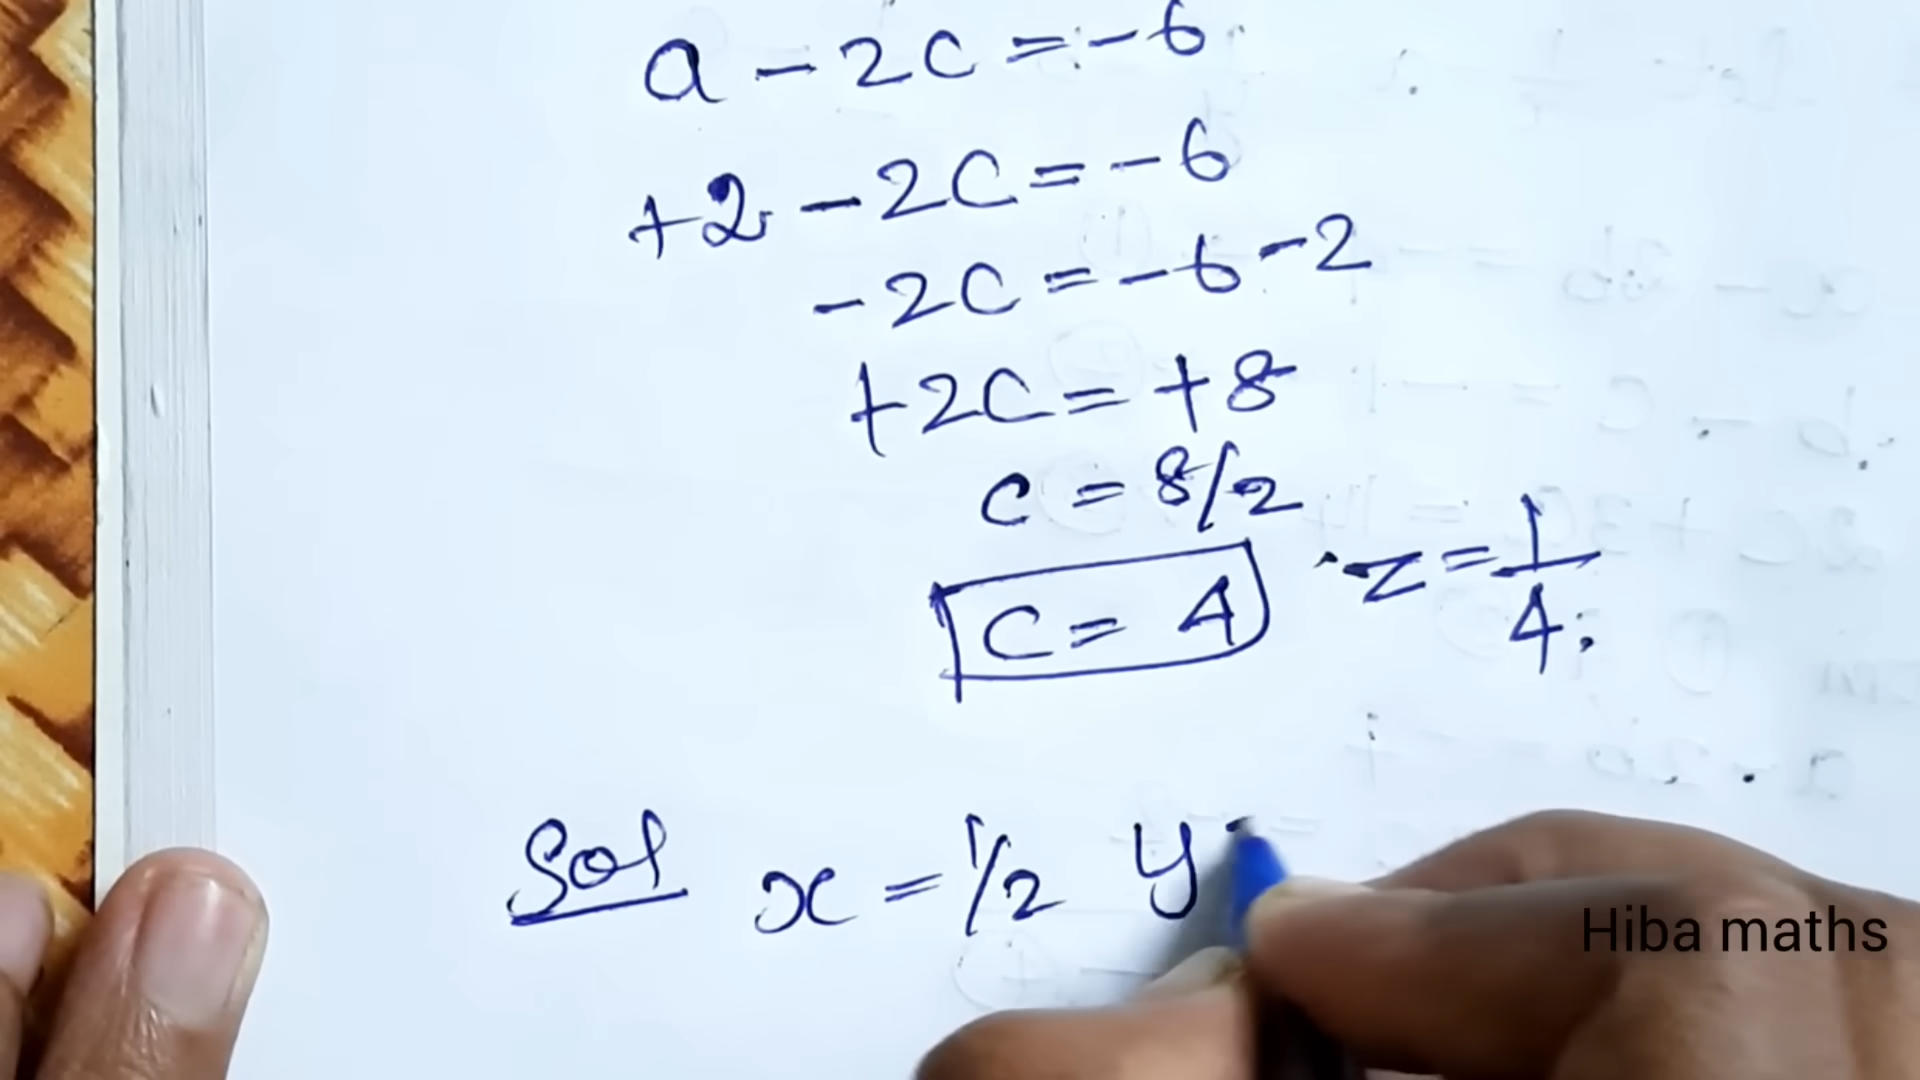 a - 2c = -6
+2 - 2c = -6
-2c = -6 -2
+2c = +8
c = 8/2
c = 4 z = 1/4
Sol x = 1/2 y
Hiba maths